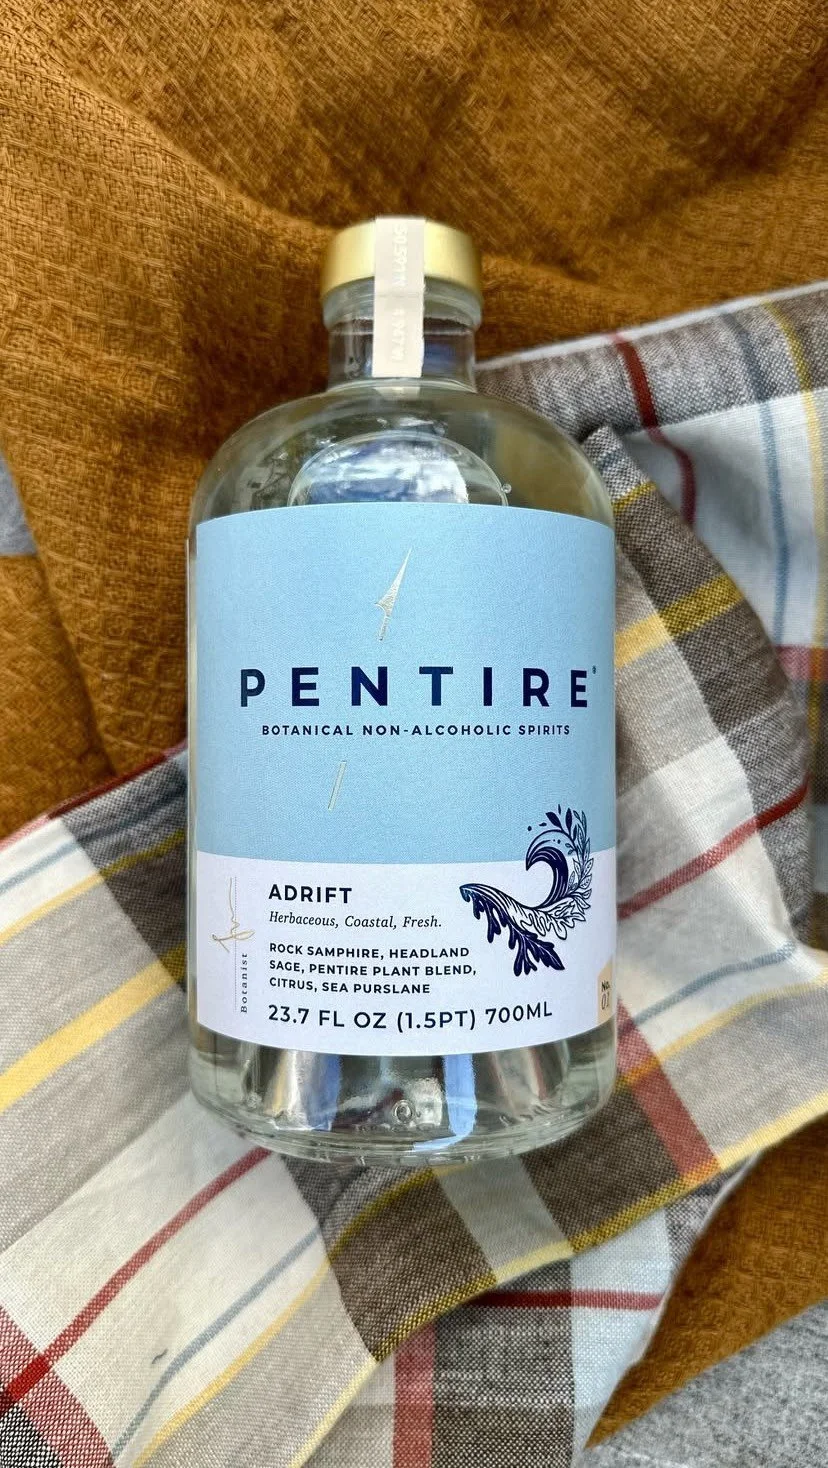 PENTIRE®
BOTANICAL NON-ALCOHOLIC SPIRITS
ADRIFT
Herbaceous, Coastal, Fresh.
ROCK SAMPHIRE, HEADLAND
SAGE, PENTIRE PLANT BLEND,
CITRUS, SEA PURSLANE
23.7 FL OZ (1.5PT) 700ML
Botanist
No.
01